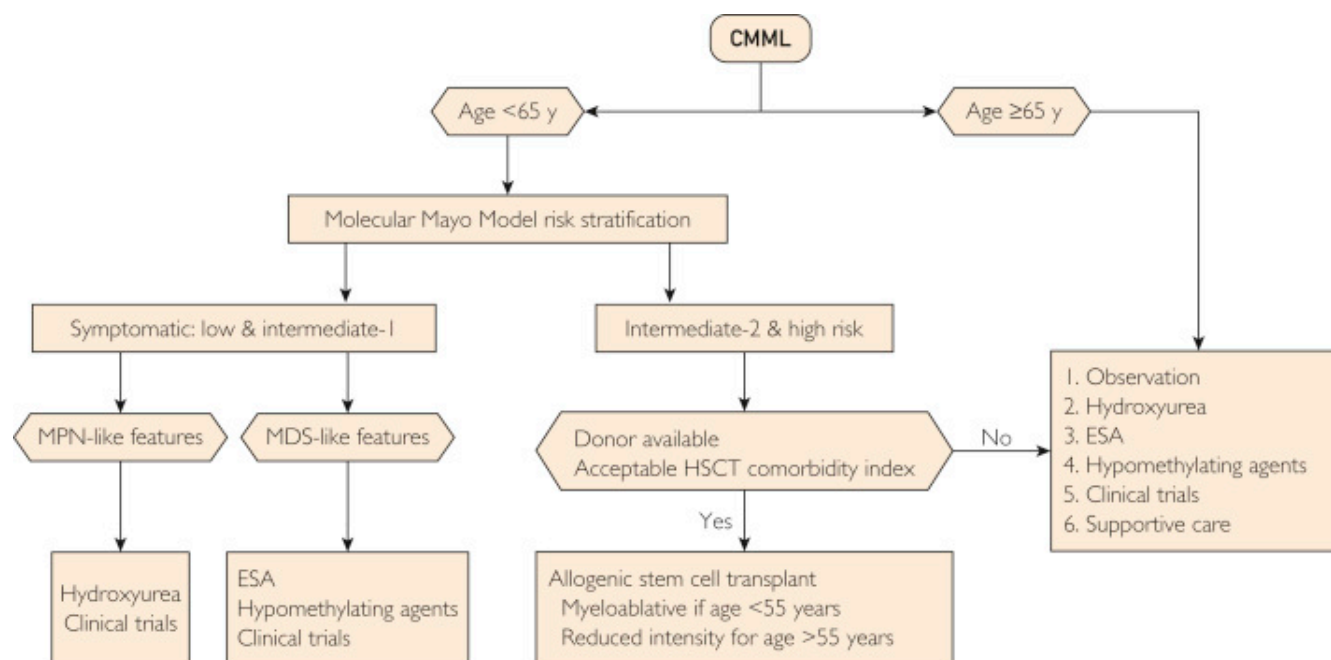 CMML
Age <65 y
Age ≥65 y
Molecular Mayo Model risk stratification
Symptomatic: low & intermediate-1
Intermediate-2 & high risk
MPN-like features
MDS-like features
Donor available
Acceptable HSCT comorbidity index
No
Yes
1. Observation
2. Hydroxyurea
3. ESA
4. Hypomethylating agents
5. Clinical trials
6. Supportive care
Hydroxyurea
Clinical trials
ESA
Hypomethylating agents
Clinical trials
Allogenic stem cell transplant
Myeloablative if age <55 years
Reduced intensity for age >55 years